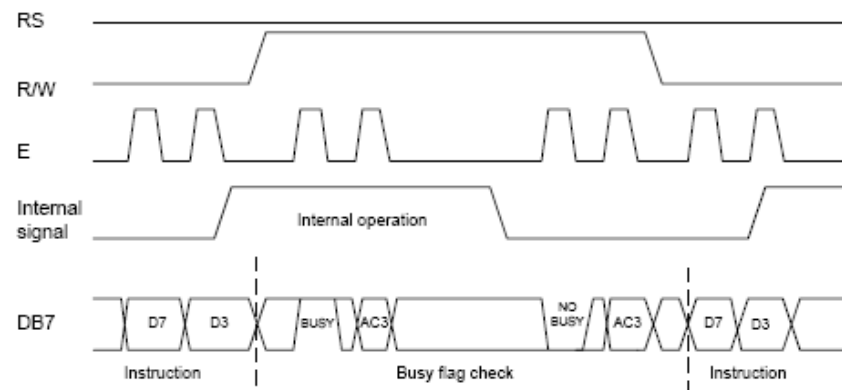 RS
R/W
E
Internal
signal
Internal operation
DB7
D7
D3
BUSY
AC3
NO
BUSY
AC3
D7
D3
Instruction
Busy flag check
Instruction